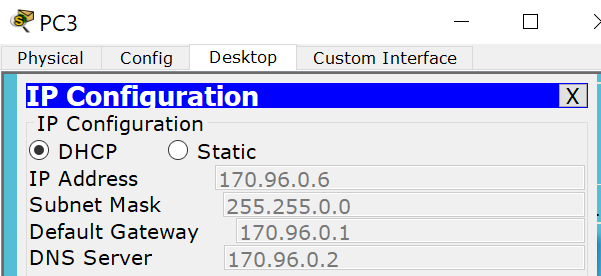 PC3
Physical Config Desktop Custom Interface
IP Configuration X
IP Configuration
DHCP Static
IP Address 170.96.0.6
Subnet Mask 255.255.0.0
Default Gateway 170.96.0.1
DNS Server 170.96.0.2